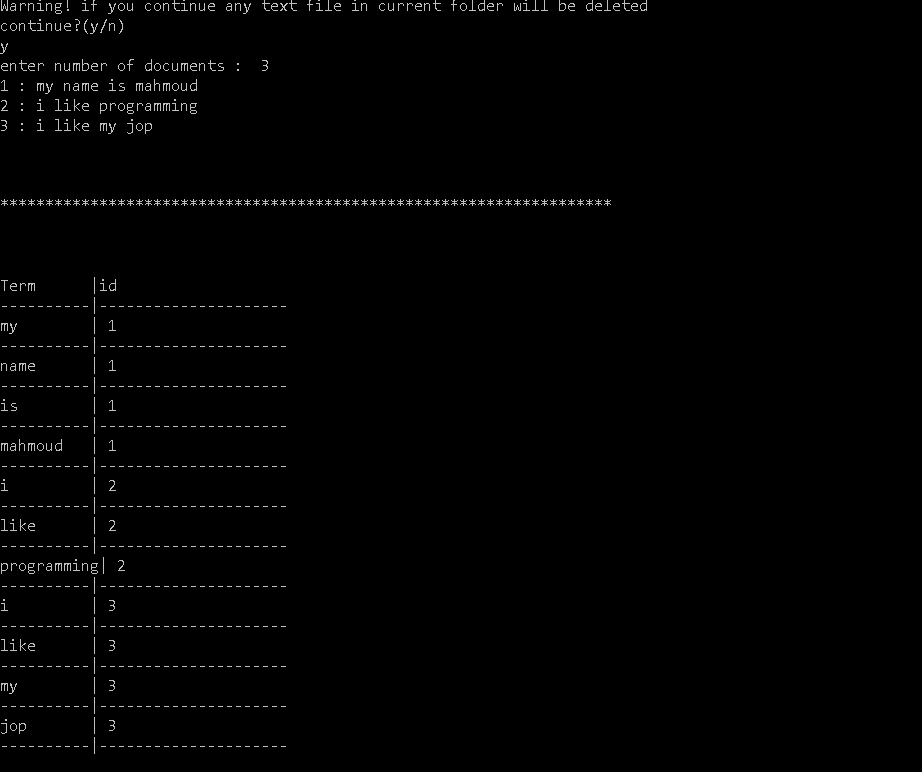 Warning! if you continue any text file in current folder will be deleted
continue?(y/n)
y
enter number of documents :  3
1 : my name is mahmoud
2 : i like programming
3 : i like my jop
********************************************************************
Term      |id
----------|---------------------
my        | 1
----------|---------------------
name      | 1
----------|---------------------
is        | 1
----------|---------------------
mahmoud   | 1
----------|---------------------
i         | 2
----------|---------------------
like      | 2
----------|---------------------
programming| 2
----------|---------------------
i         | 3
----------|---------------------
like      | 3
----------|---------------------
my        | 3
----------|---------------------
jop       | 3
----------|---------------------